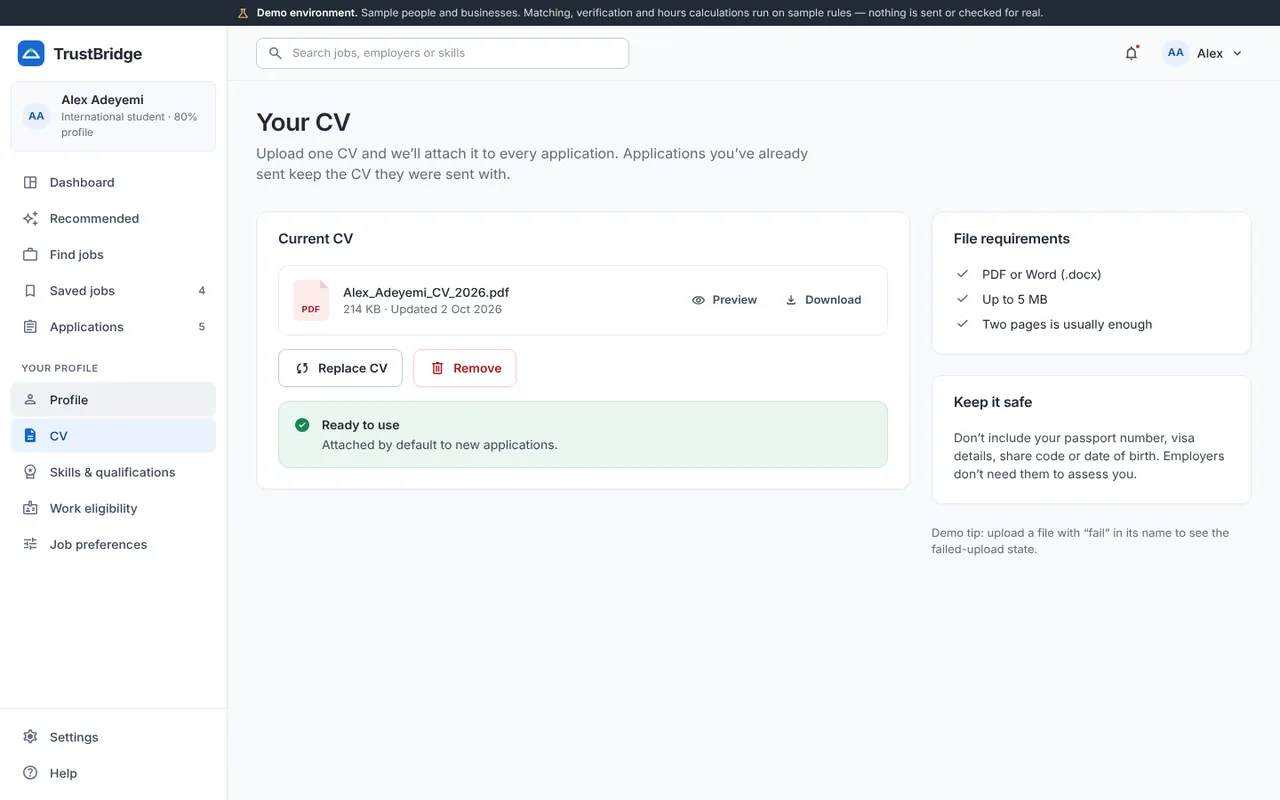 Demo environment. Sample people and businesses. Matching, verification and hours calculations run on sample rules — nothing is sent or checked for real.
TrustBridge
Search jobs, employers or skills
AA
Alex
AA
Alex Adeyemi
International student · 80%
profile
Dashboard
Recommended
Find jobs
Saved jobs 4
Applications 5
YOUR PROFILE
Profile
CV
Skills & qualifications
Work eligibility
Job preferences
Settings
Help
Your CV
Upload one CV and we’ll attach it to every application. Applications you’ve already
sent keep the CV they were sent with.
Current CV
PDF
Alex_Adeyemi_CV_2026.pdf
214 KB · Updated 2 Oct 2026
Preview
Download
Replace CV
Remove
Ready to use
Attached by default to new applications.
File requirements
PDF or Word (.docx)
Up to 5 MB
Two pages is usually enough
Keep it safe
Don’t include your passport number, visa
details, share code or date of birth. Employers
don’t need them to assess you.
Demo tip: upload a file with “fail” in its name to see the
failed-upload state.